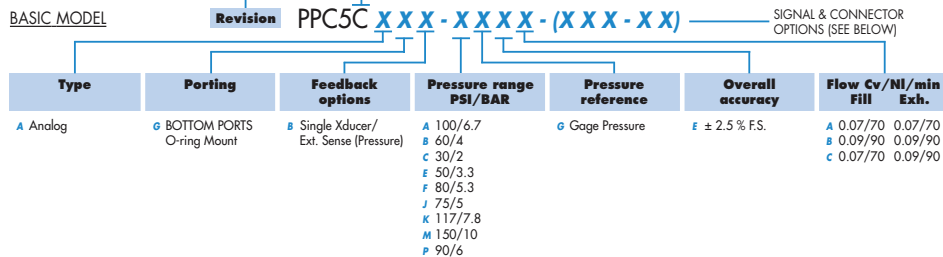 BASIC MODEL
Revision
PPC5C X X X - X X X X - (X X X - X X)
SIGNAL & CONNECTOR
OPTIONS (SEE BELOW)
Type
A Analog
Porting
G BOTTOM PORTS
O-ring Mount
Feedback
options
B Single Xducer/
Ext. Sense (Pressure)
Pressure range
PSI/BAR
A 100/6.7
B 60/4
C 30/2
E 50/3.3
F 80/5.3
J 75/5
K 117/7.8
M 150/10
P 90/6
Pressure
reference
G Gage Pressure
Overall
accuracy
E ± 2.5 % F.S.
Flow Cv/Nl/min
Fill Exh.
A 0.07/70 0.07/70
B 0.09/90 0.09/90
C 0.07/70 0.09/90